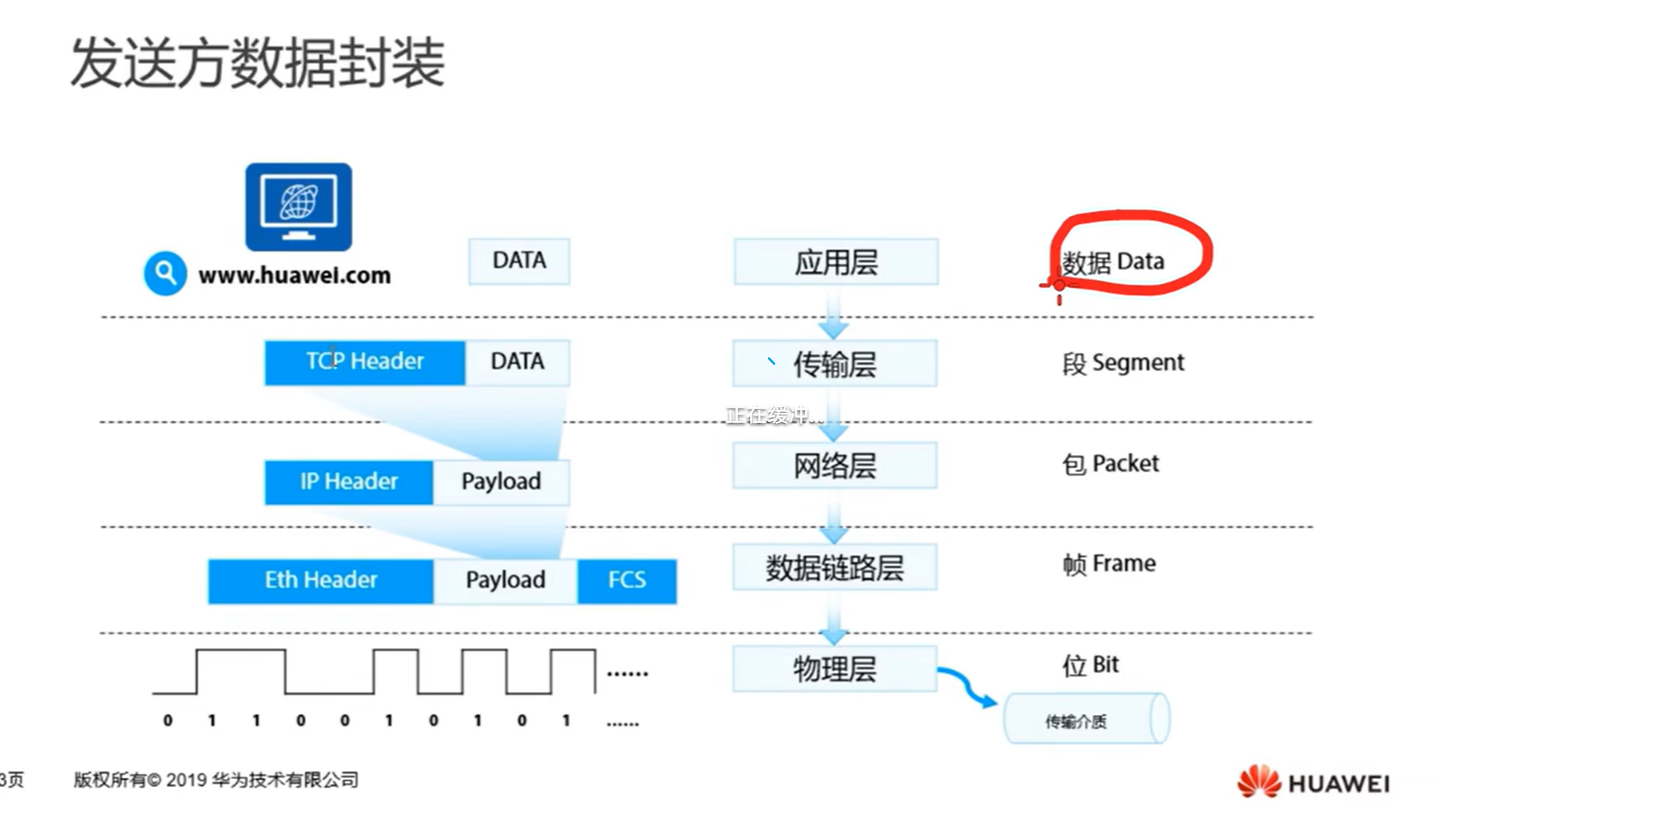 发送方数据封装
www.huawei.com
DATA
应用层
数据 Data
TCP Header
DATA
传输层
段 Segment
正在缓冲...
IP Header
Payload
网络层
包 Packet
Eth Header
Payload
FCS
数据链路层
帧 Frame
......
物理层
位 Bit
0 1 1 0 0 1 0 1 0 1 ......
传输介质
3页
版权所有© 2019 华为技术有限公司
HUAWEI